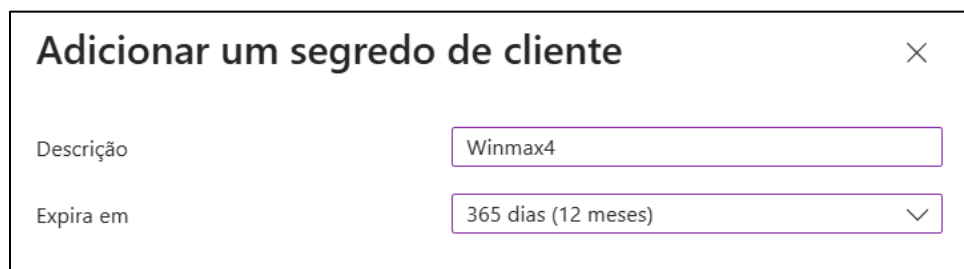 Adicionar um segredo de cliente
Descrição Winmax4
Expira em 365 dias (12 meses)